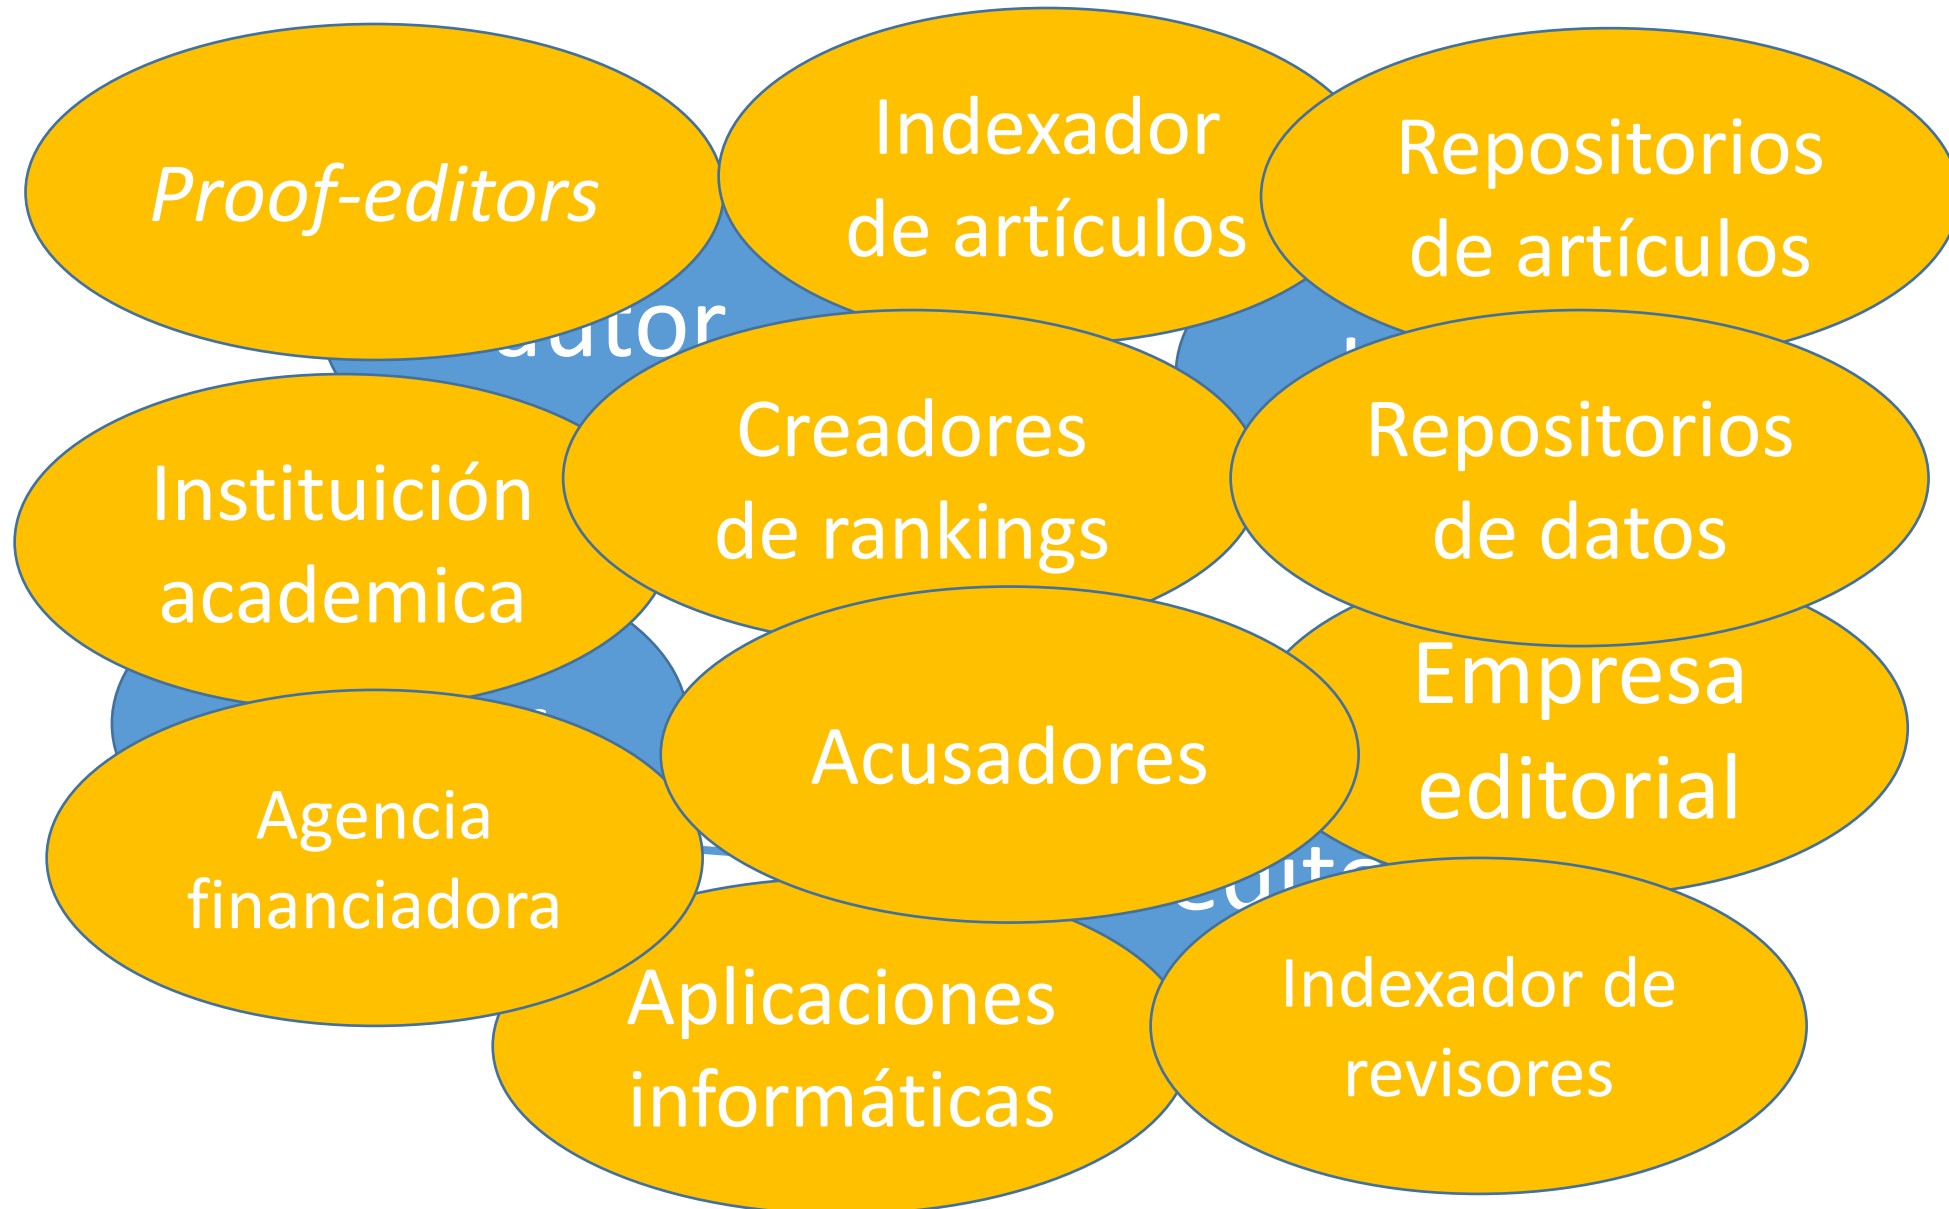 Proof-editors
Indexador
de artículos
Repositorios
de artículos
autor
Creadores
de rankings
Repositorios
de datos
Instituición
academica
Empresa
editorial
Acusadores
Agencia
financiadora
Aplicaciones
informáticas
Indexador de
revisores